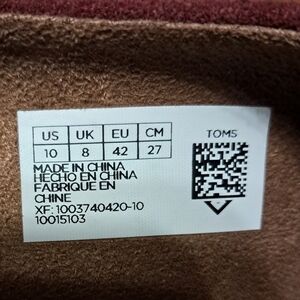 US UK EU CM TOMS
10 8 42 27
MADE IN CHINA
HECHO EN CHINA
FABRIQUE EN
CHINE
XF: 1003740420-10
10015103